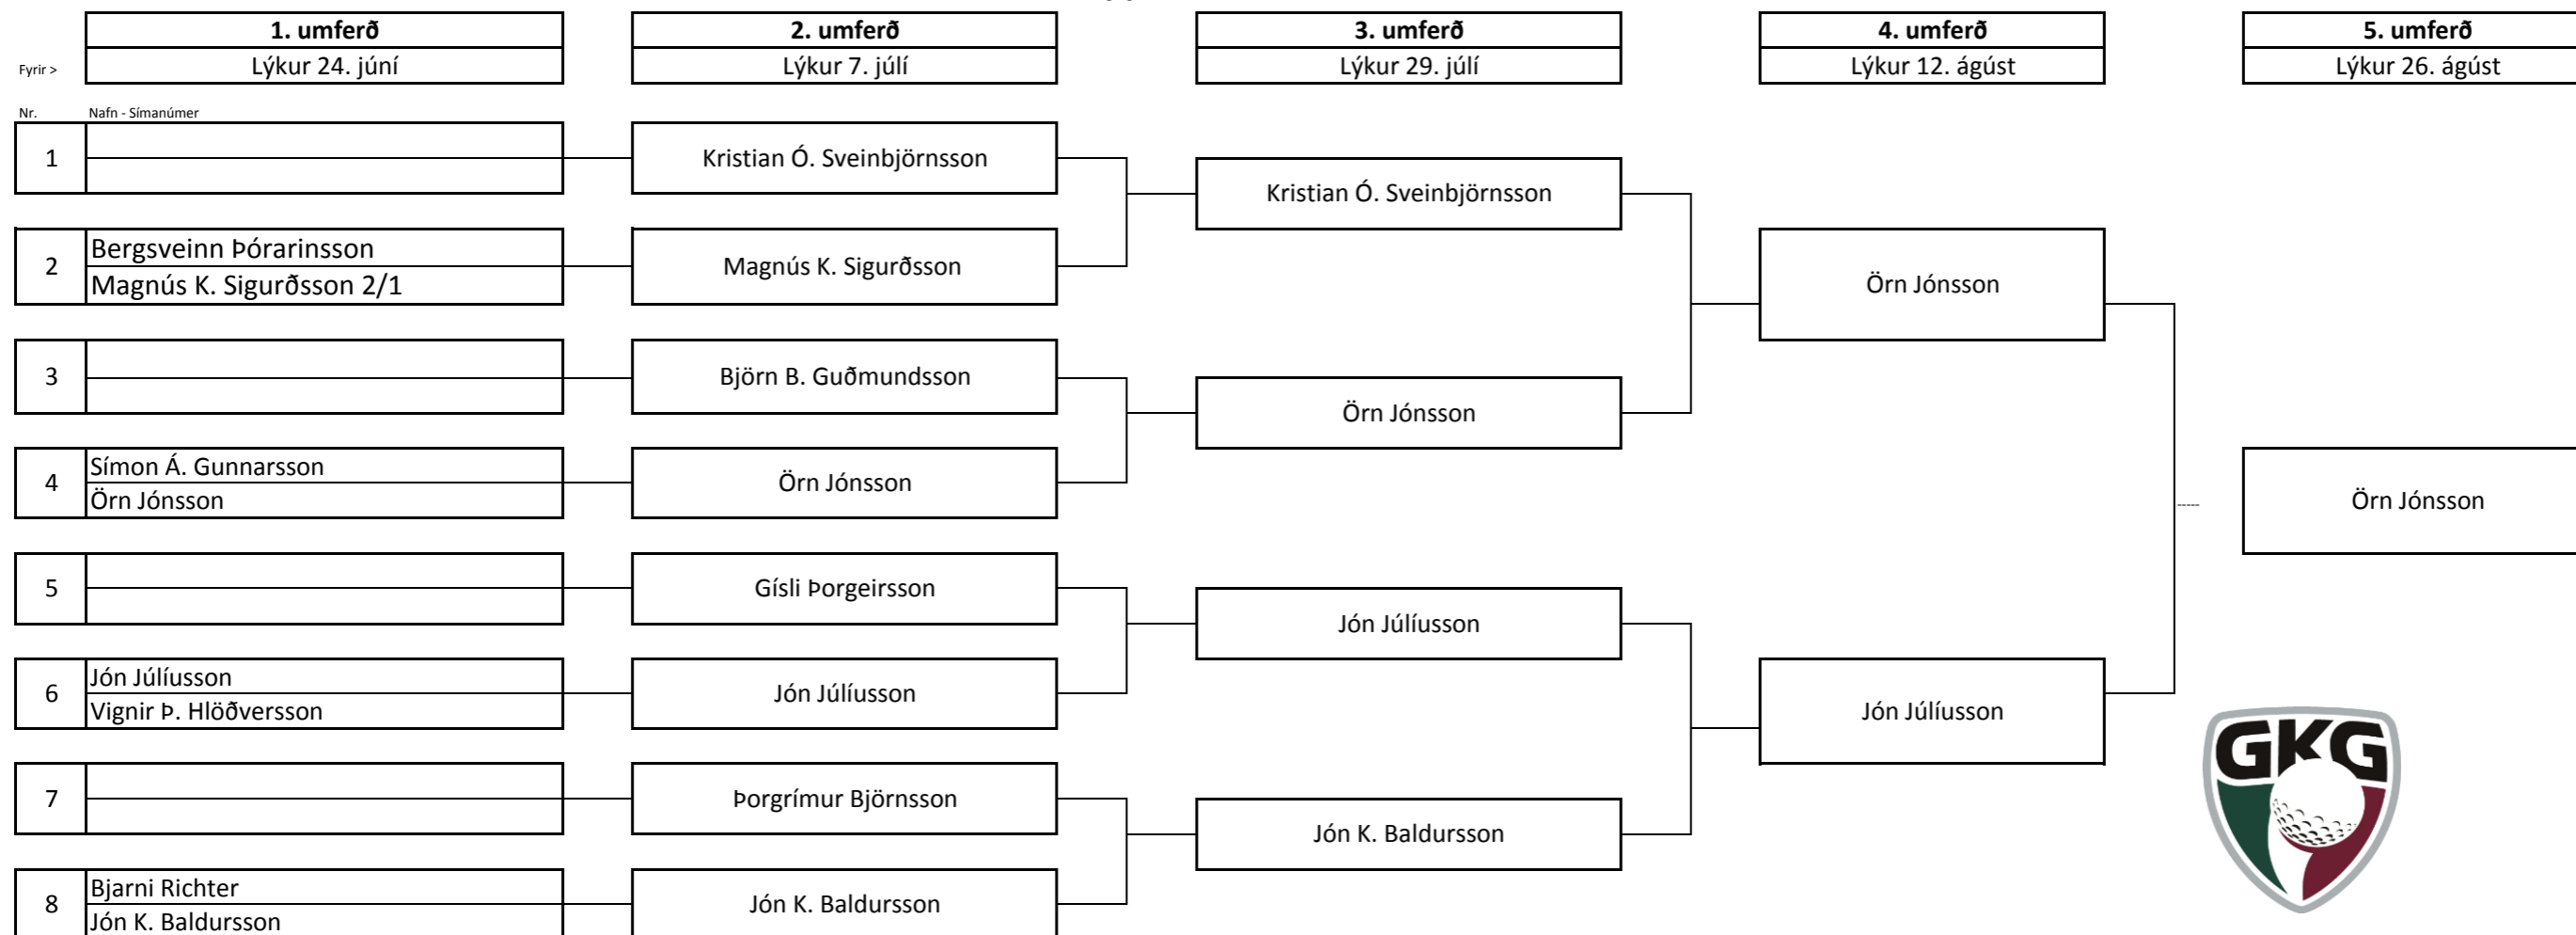 1. umferð
2. umferð
3. umferð
4. umferð
5. umferð
Fyrir >
Lýkur 24. júní
Lýkur 7. júlí
Lýkur 29. júlí
Lýkur 12. ágúst
Lýkur 26. ágúst
Nr.
Nafn - Símanúmer
1
Kristian Ó. Sveinbjörnsson
Kristian Ó. Sveinbjörnsson
2
Bergsveinn Þórarinsson
Magnús K. Sigurðsson 2/1
Magnús K. Sigurðsson
Örn Jónsson
3
Björn B. Guðmundsson
Örn Jónsson
4
Símon Á. Gunnarsson
Örn Jónsson
Örn Jónsson
Örn Jónsson
5
Gísli Þorgeirsson
Jón Júlíusson
6
Jón Júlíusson
Vignir Þ. Hlöðversson
Jón Júlíusson
Jón Júlíusson
7
Þorgrímur Björnsson
Jón K. Baldursson
8
Bjarni Richter
Jón K. Baldursson
Jón K. Baldursson
GKG